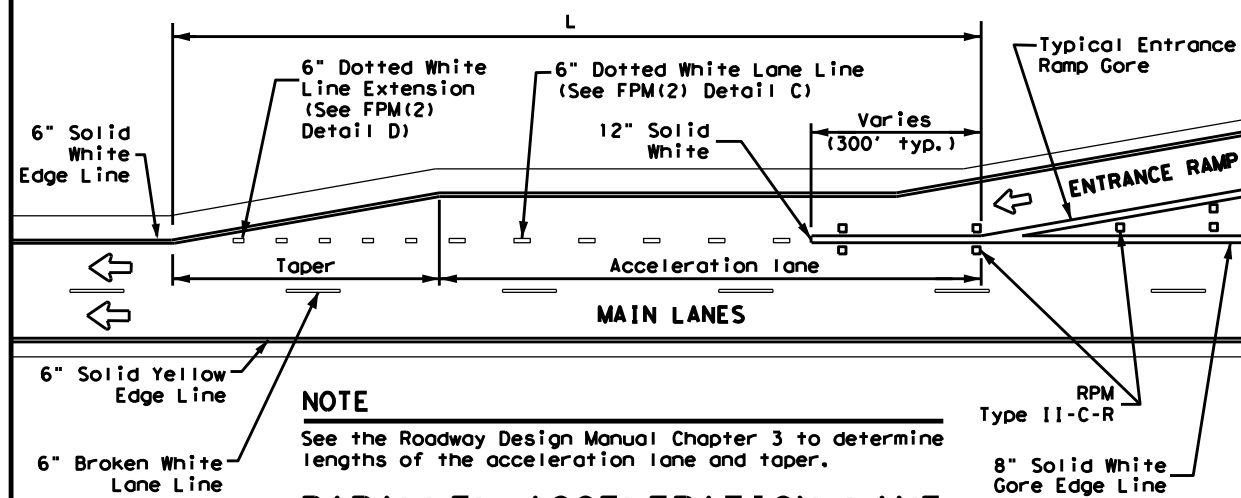 L
Typical Entrance
Ramp Gore
6" Dotted White
Line Extension
(See FPM(2)
Detail D)
6" Dotted White Lane Line
(See FPM(2) Detail C)
12" Solid
White
Varies
(300' typ.)
6" Solid
White
Edge Line
ENTRANCE RAMP
Taper
Acceleration lane
MAIN LANES
6" Solid Yellow
Edge Line
6" Broken White
Lane Line
NOTE
See the Roadway Design Manual Chapter 3 to determine
lengths of the acceleration lane and taper.
RPM
Type II-C-R
8" Solid White
Gore Edge Line